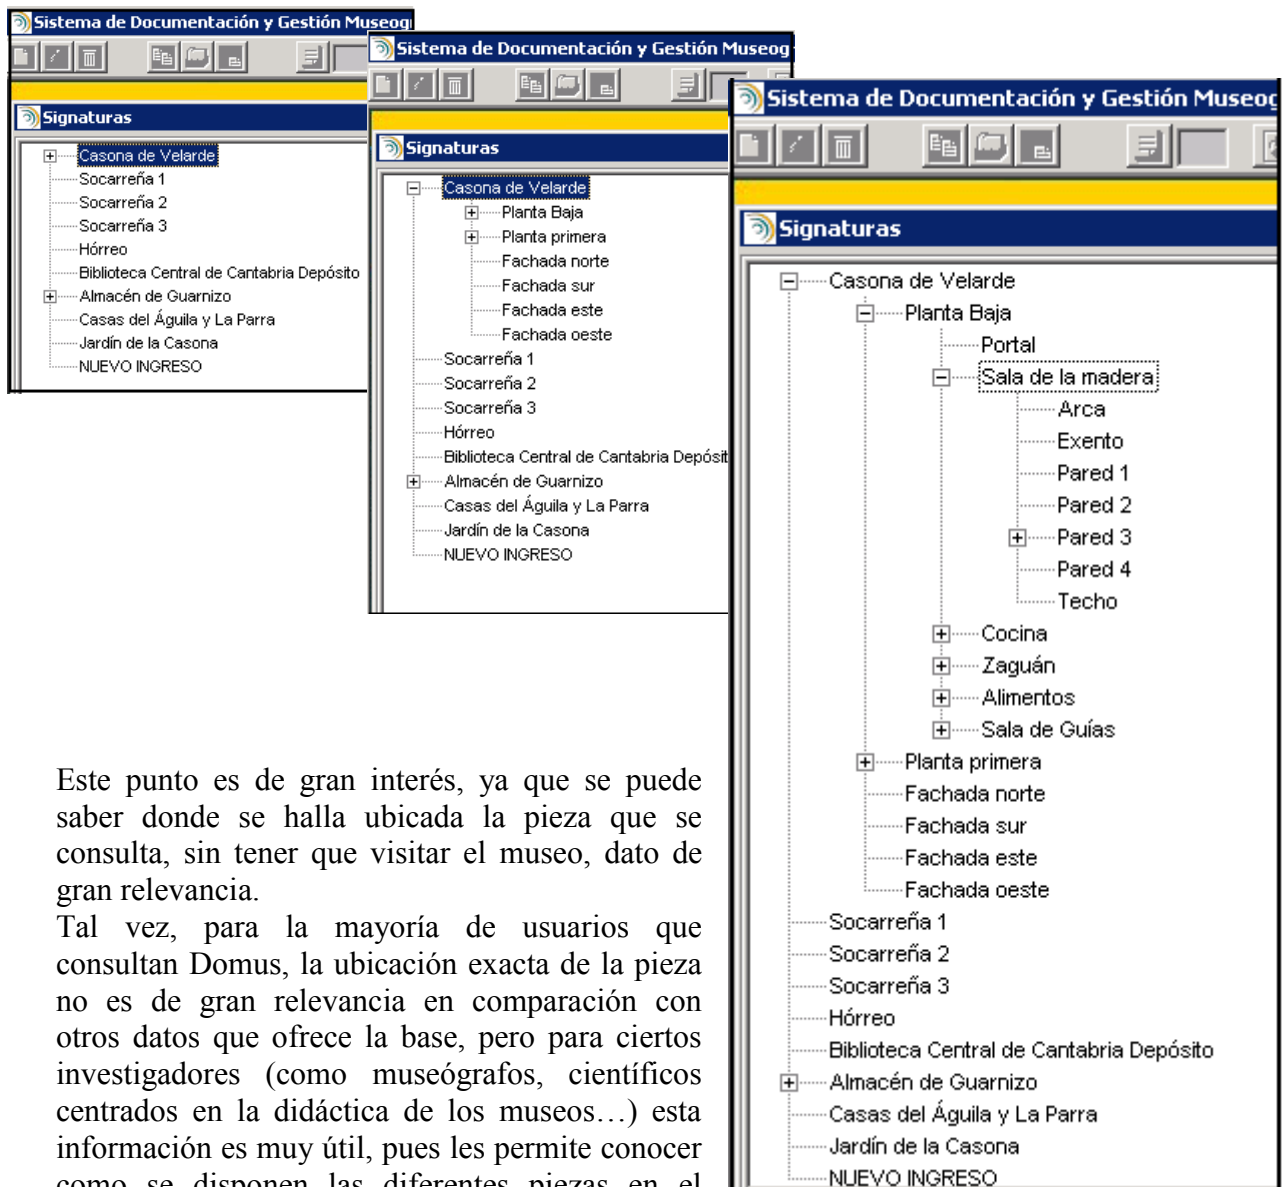 Sistema de Documentación y Gestión Museog
Signaturas
Casona de Velarde
Socarreña 1
Socarreña 2
Socarreña 3
Hórreo
Biblioteca Central de Cantabria Depósito
Almacén de Guarnizo
Casas del Águila y La Parra
Jardín de la Casona
NUEVO INGRESO
Sistema de Documentación y Gestión Museog
Signaturas
Casona de Velarde
Planta Baja
Planta primera
Fachada norte
Fachada sur
Fachada este
Fachada oeste
Socarreña 1
Socarreña 2
Socarreña 3
Hórreo
Biblioteca Central de Cantabria Depósit
Almacén de Guarnizo
Casas del Águila y La Parra
Jardín de la Casona
NUEVO INGRESO
Sistema de Documentación y Gestión Museog
Signaturas
Casona de Velarde
Planta Baja
Portal
Sala de la madera
Arca
Exento
Pared 1
Pared 2
Pared 3
Pared 4
Techo
Cocina
Zaguán
Alimentos
Sala de Guías
Planta primera
Fachada norte
Fachada sur
Fachada este
Fachada oeste
Socarreña 1
Socarreña 2
Socarreña 3
Hórreo
Biblioteca Central de Cantabria Depósito
Almacén de Guarnizo
Casas del Águila y La Parra
Jardín de la Casona
NUEVO INGRESO
Este punto es de gran interés, ya que se puede
saber donde se halla ubicada la pieza que se
consulta, sin tener que visitar el museo, dato de
gran relevancia.
Tal vez, para la mayoría de usuarios que
consultan Domus, la ubicación exacta de la pieza
no es de gran relevancia en comparación con
otros datos que ofrece la base, pero para ciertos
investigadores (como museógrafos, científicos
centrados en la didáctica de los museos…) esta
información es muy útil, pues les permite conocer
como se disponen las diferentes piezas en el